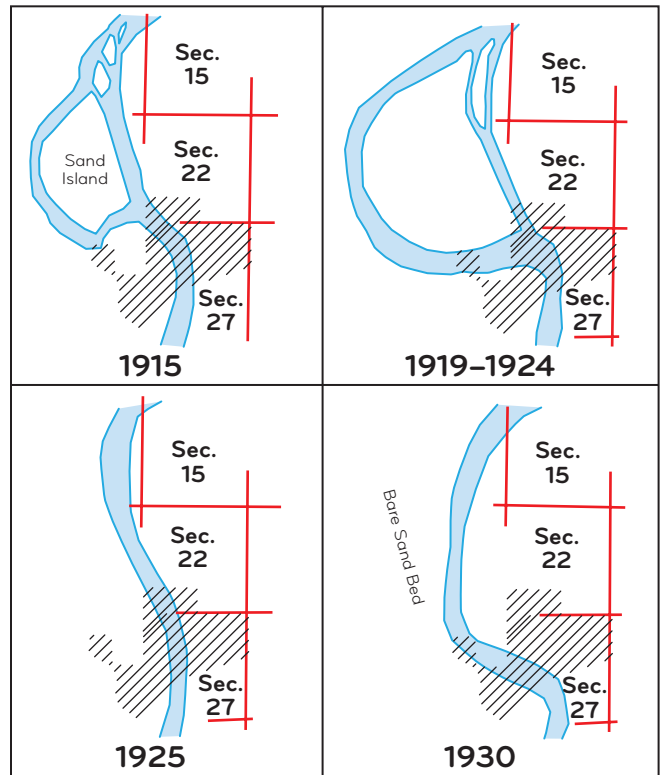 Sec.
15
Sand
Island
Sec.
22
Sec.
27
1915
Sec.
15
Sec.
22
Sec.
27
1919–1924
Sec.
15
Sec.
22
Sec.
27
1925
Bare Sand Bed
Sec.
15
Sec.
22
Sec.
27
1930